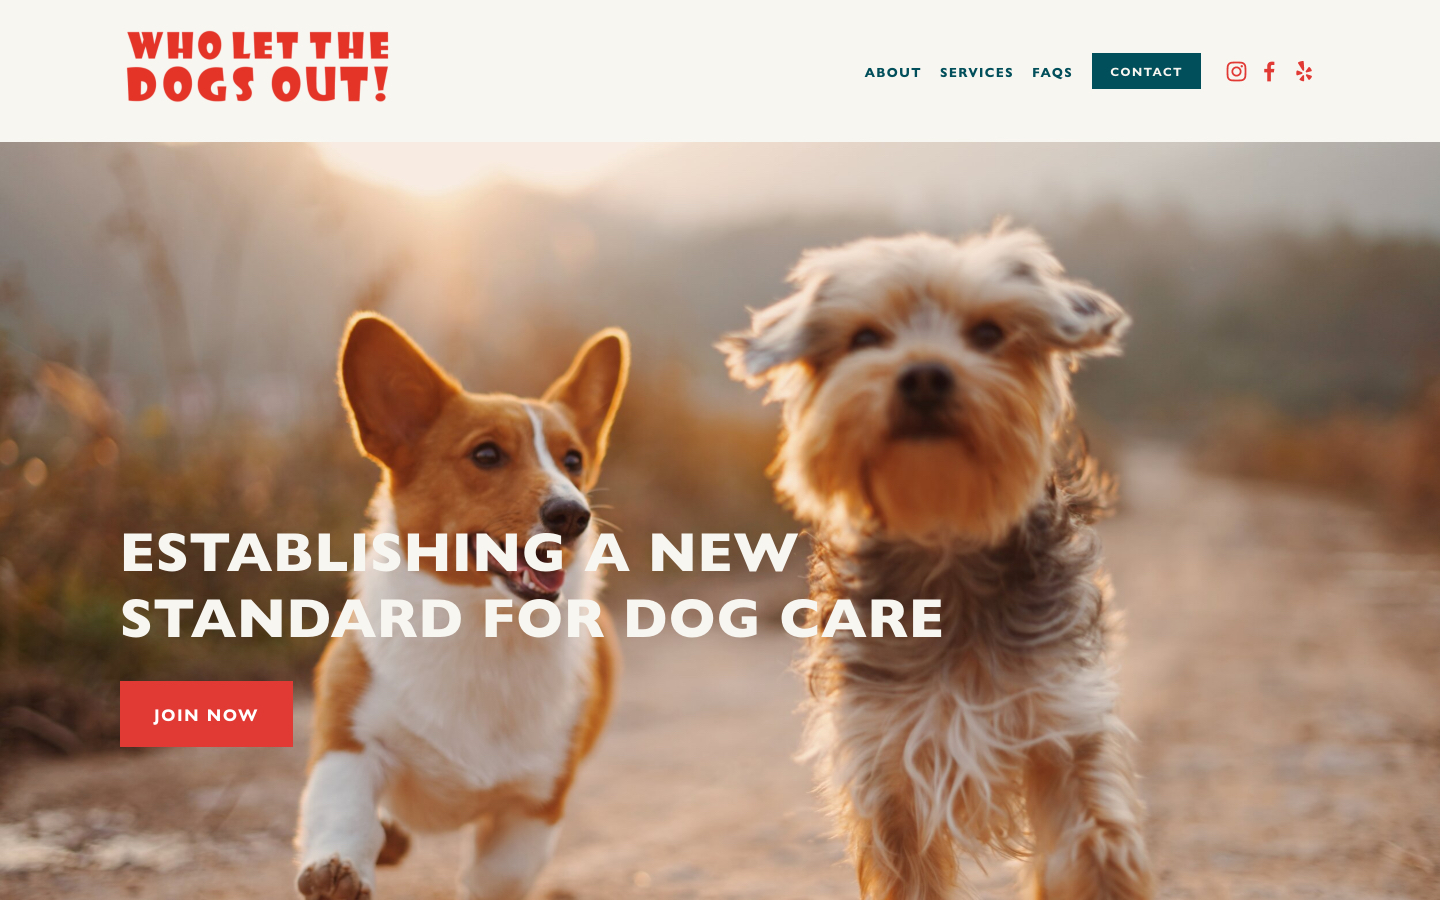 WHO LET THE
DOGS OUT!
ABOUT SERVICES FAQS CONTACT
ESTABLISHING A NEW
STANDARD FOR DOG CARE
JOIN NOW